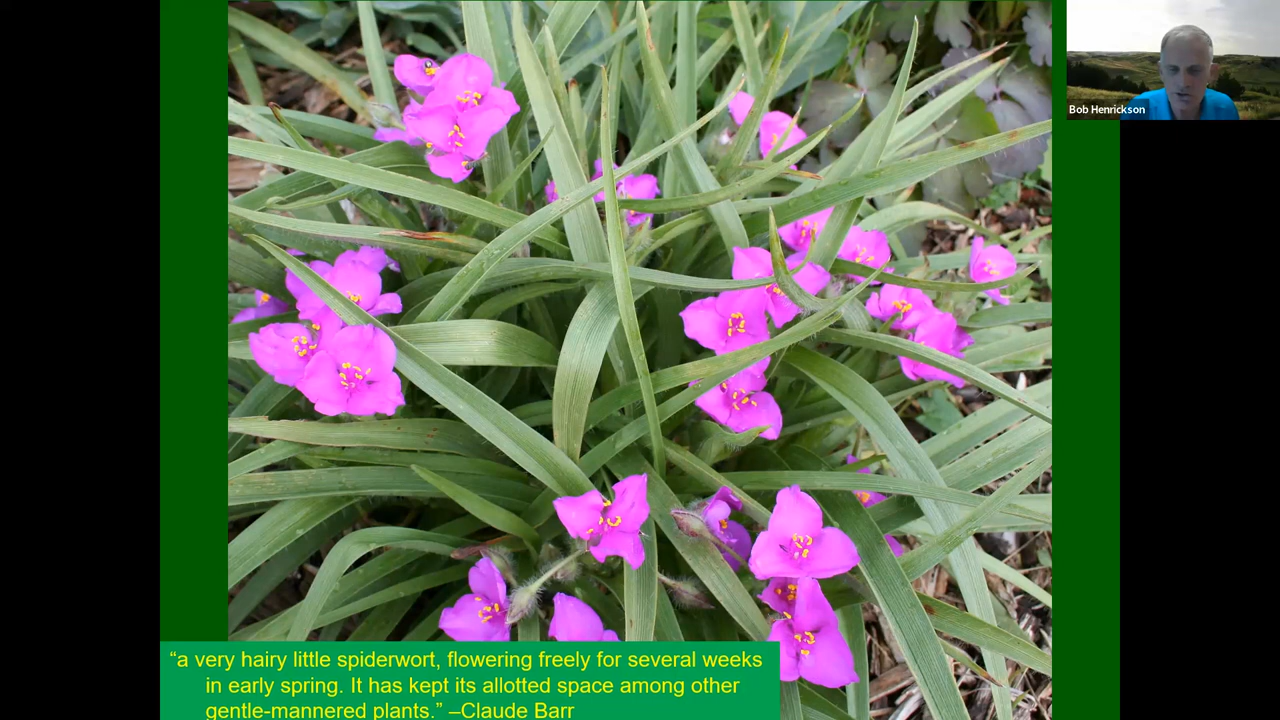 Bob Henrickson
“a very hairy little spiderwort, flowering freely for several weeks
in early spring. It has kept its allotted space among other
gentle-mannered plants.” –Claude Barr